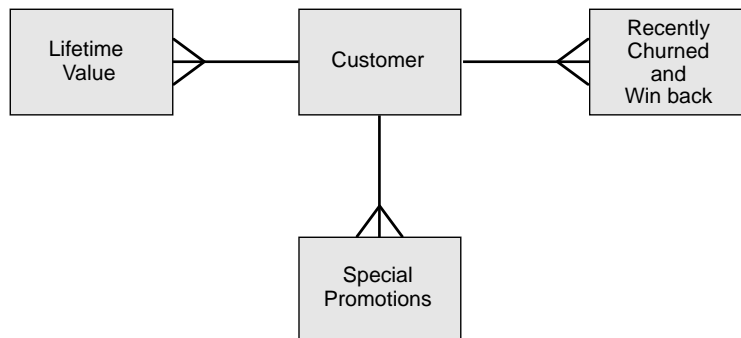 Lifetime
Value
Customer
Recently
Churned
and
Win back
Special
Promotions